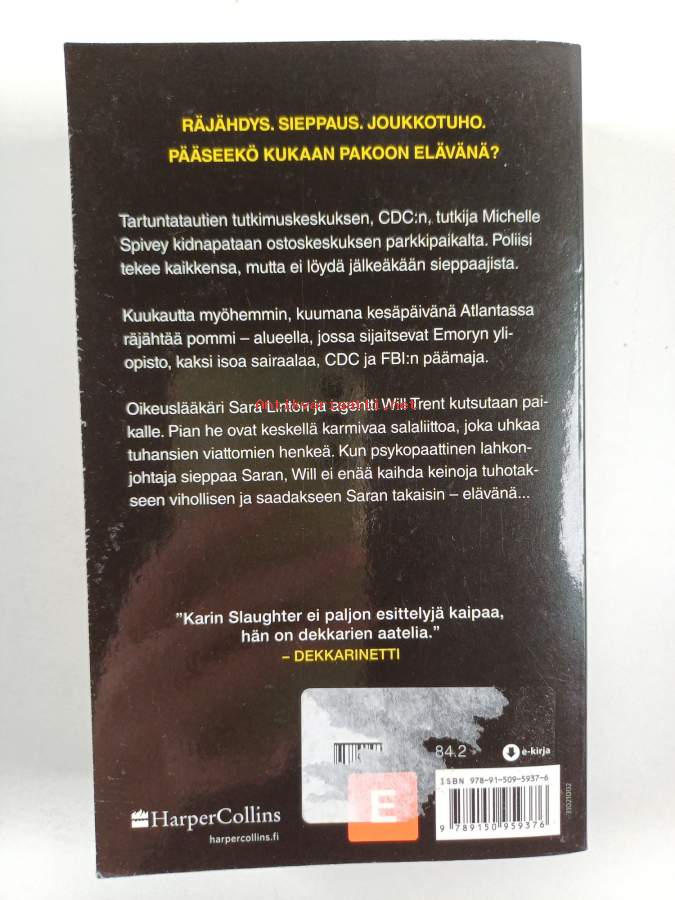 RÄJÄHDYS. SIEPPAUS. JOUKKOTUHO.
PÄÄSEEKÖ KUKAAN PAKOON ELÄVÄNÄ?
Tartuntatautien tutkimuskeskuksen, CDC:n, tutkija Michelle
Spivey kidnapataan ostoskeskuksen parkkipaikalta. Poliisi
tekee kaikkensa, mutta ei löydä jälkeäkään sieppaajista.
Kuukautta myöhemmin, kuumana kesäpäivänä Atlantassa
räjähtää pommi – alueella, jossa sijaitsevat Emoryn yli-
opisto, kaksi isoa sairaalaa, CDC ja FBI:n päämaja.
Oikeuslääkäri Sara Linton ja agentti Will Trent kutsutaan pai-
kalle. Pian he ovat keskellä karmivaa salaliittoa, joka uhkaa
tuhansien viattomien henkeä. Kun psykopaattinen lahkon-
johtaja sieppaa Saran, Will ei enää kaihda keinoja tuhotak-
seen vihollisen ja saadakseen Saran takaisin – elävänä...
"Karin Slaughter ei paljon esittelyjä kaipaa,
hän on dekkarien aatelia."
– DEKKARINETTI
84.2
e-kirja
E
ISBN 978-91-509-5937-6
9 789150 959376
HarperCollins
harpercollins.fi